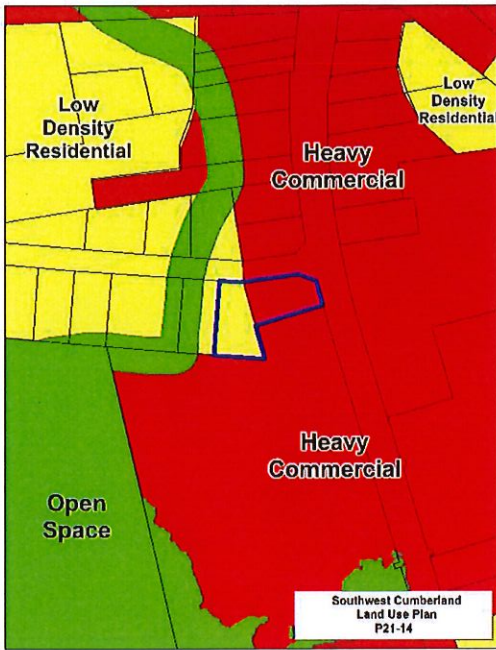 Low
Density
Residential
Low
Density
Residential
Heavy
Commercial
Heavy
Commercial
Open
Space
Southwest Cumberland
Land Use Plan
P21-14